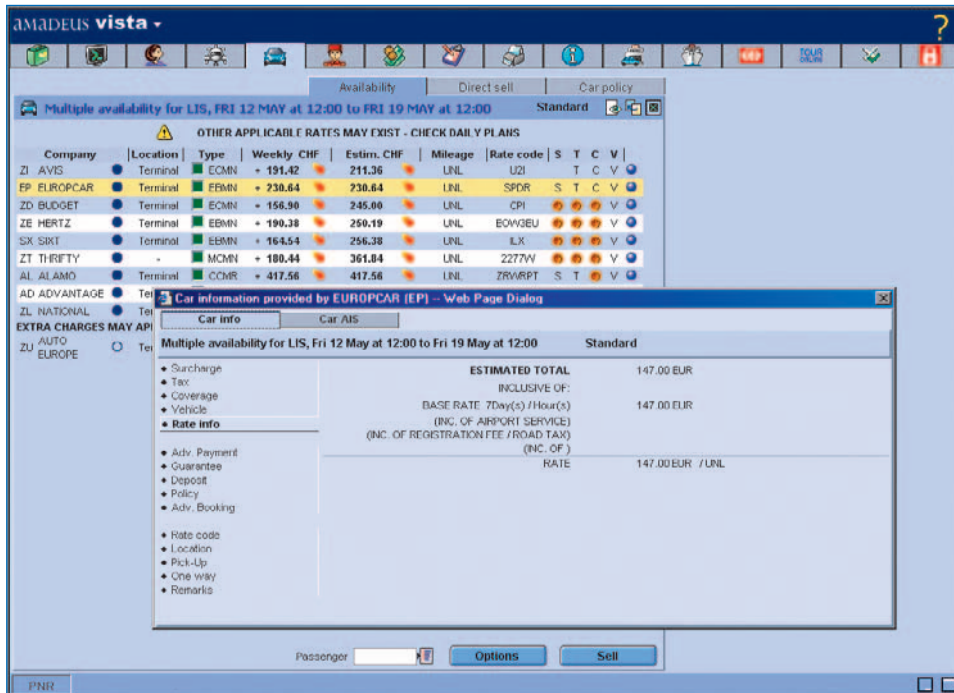 amadeus vista
?
TOUR ONLINE
Availability Direct sell Car policy
Multiple availability for LIS, FRI 12 MAY at 12:00 to FRI 19 MAY at 12:00 Standard
OTHER APPLICABLE RATES MAY EXIST - CHECK DAILY PLANS
Company Location Type Weekly CHF Estim. CHF Mileage Rate code S T C V
ZI AVIS Terminal ECMN + 191.42 211.36 UNL U2I T C V
EP EUROPCAR Terminal EBMN + 230.64 230.64 UNL SPDR S T C V
ZD BUDGET Terminal ECMN + 156.90 245.00 UNL CPI V
ZE HERTZ Terminal EBMN + 190.38 250.19 UNL EOW3EU V
SX SIXT Terminal EBMN + 164.54 256.38 UNL ILX V
ZT THRIFTY - MCMN + 180.44 361.84 UNL 2277W V
AL ALAMO Terminal CCMR + 417.56 417.56 UNL ZRWRPT S T V
AD ADVANTAGE Ter
ZL NATIONAL Ter
EXTRA CHARGES MAY APP
ZU AUTO EUROPE Ter
Car information provided by EUROPCAR (EP) -- Web Page Dialog
Car info Car AIS
Multiple availability for LIS, Fri 12 May at 12:00 to Fri 19 May at 12:00 Standard
Surcharge
Tax
Coverage
Vehicle
Rate info
Adv. Payment
Guarantee
Deposit
Policy
Adv. Booking
Rate code
Location
Pick-Up
One way
Remarks
ESTIMATED TOTAL 147.00 EUR
INCLUSIVE OF:
BASE RATE 7Day(s) /Hour(s) 147.00 EUR
(INC. OF AIRPORT SERVICE)
(INC. OF REGISTRATION FEE / ROAD TAX)
(INC. OF )
RATE 147.00 EUR / UNL
Passenger Options Sell
PNR